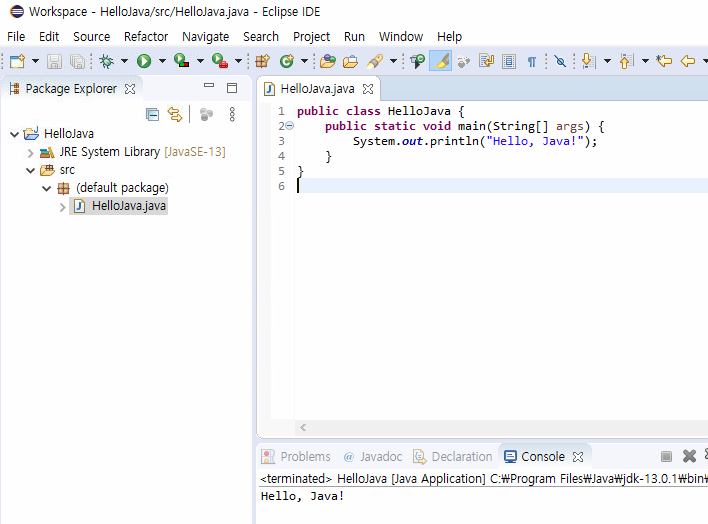 Workspace - HelloJava/src/HelloJava.java - Eclipse IDE
File Edit Source Refactor Navigate Search Project Run Window Help
Package Explorer
HelloJava
JRE System Library [JavaSE-13]
src
(default package)
HelloJava.java
HelloJava.java
1 public class HelloJava {
2 public static void main(String[] args) {
3 System.out.println("Hello, Java!");
4 }
5 }
6
Problems @ Javadoc Declaration Console
<terminated> HelloJava [Java Application] C:₩Program Files₩Java₩jdk-13.0.1₩bin₩
Hello, Java!